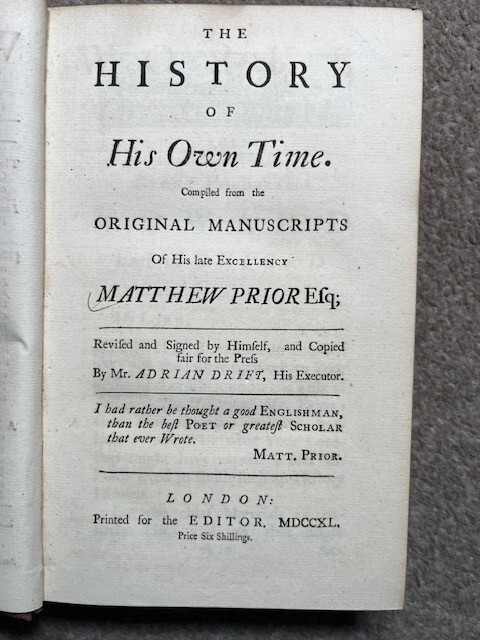 THE
HISTORY
OF
His Own Time.
Compiled from the
ORIGINAL MANUSCRIPTS
Of His late EXCELLENCY
MATTHEW PRIOR Eſq;
Reviſed and Signed by Himſelf, and Copied
fair for the Preſs
By Mr. ADRIAN DRIFT, His Executor.
I had rather be thought a good ENGLISHMAN,
than the beſt POET or greateſt SCHOLAR
that ever Wrote.
MATT. PRIOR.
LONDON:
Printed for the EDITOR. MDCCXL.
Price Six Shillings.